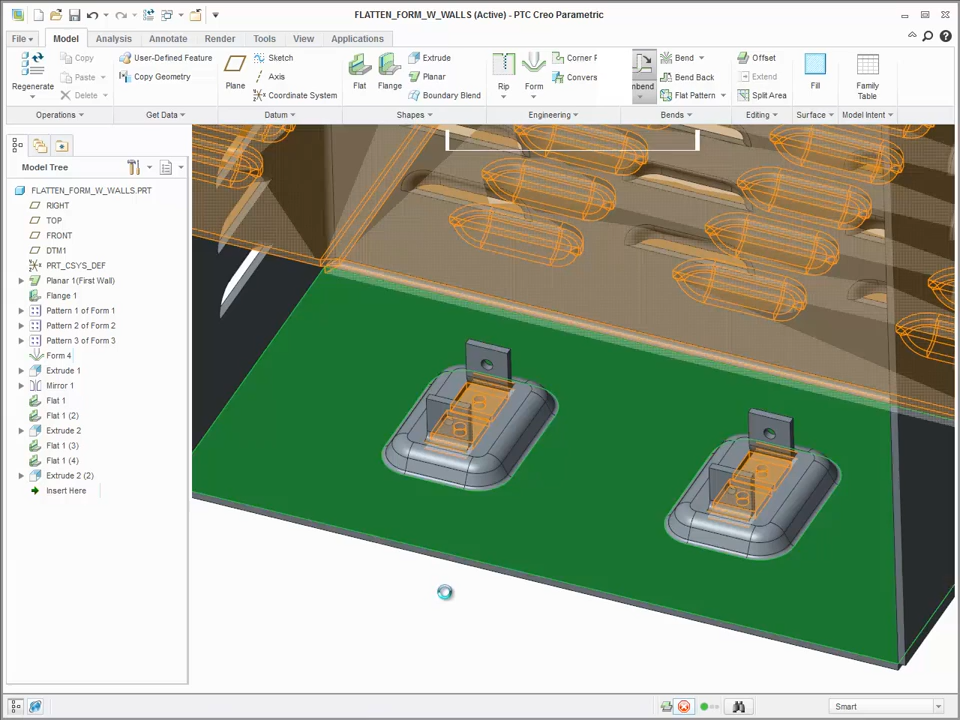 FLATTEN_FORM_W_WALLS (Active) - PTC Creo Parametric
File Model Analysis Annotate Render Tools View Applications
Regenerate
Copy
Paste
Delete
User-Defined Feature
Copy Geometry
Plane
Sketch
Axis
Coordinate System
Flat
Flange
Extrude
Planar
Boundary Blend
Rip
Form
Corner F
Convers
nbend
Bend
Bend Back
Flat Pattern
Offset
Extend
Split Area
Fill
Family
Table
Operations Get Data Datum Shapes Engineering Bends Editing Surface Model Intent
Model Tree
FLATTEN_FORM_W_WALLS.PRT
RIGHT
TOP
FRONT
DTM1
PRT_CSYS_DEF
Planar 1(First Wall)
Flange 1
Pattern 1 of Form 1
Pattern 2 of Form 2
Pattern 3 of Form 3
Form 4
Extrude 1
Mirror 1
Flat 1
Flat 1 (2)
Extrude 2
Flat 1 (3)
Flat 1 (4)
Extrude 2 (2)
Insert Here
Smart